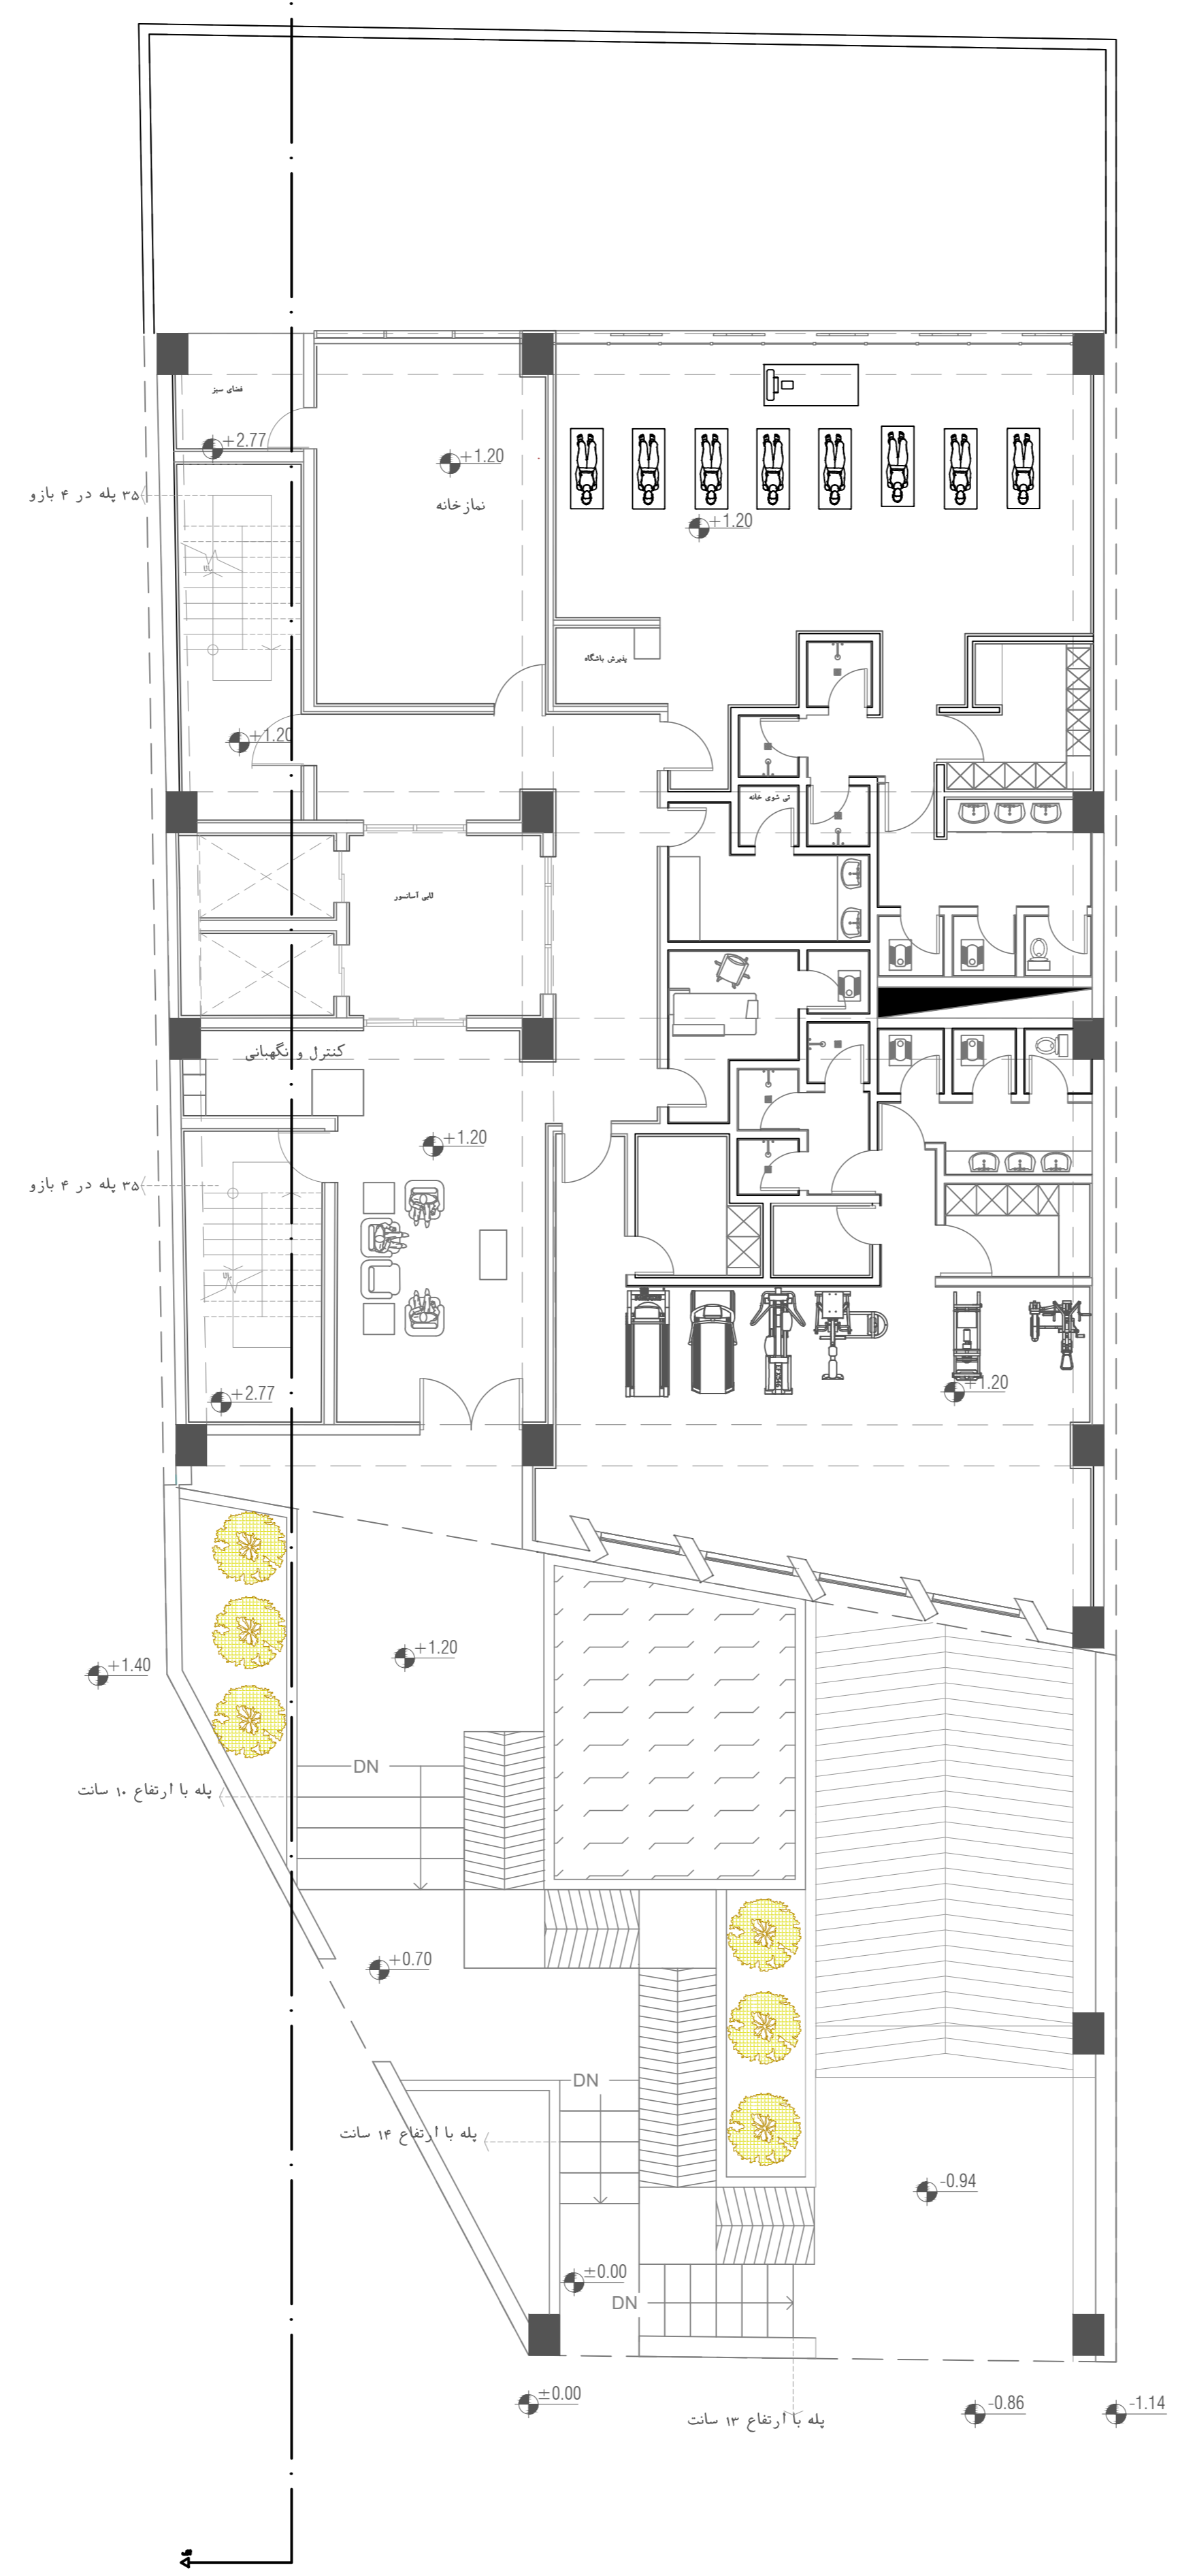 فضای سبز
+2.77
+1.20
نمازخانه
۳۵ پله در ۴ بازو
+1.20
پذیرش باشگاه
+1.20
تی شوی خانه
لابی آسانسور
کنترل و نگهبانی
+1.20
۳۵ پله در ۴ بازو
+2.77
+1.20
+1.20
+1.40
DN
پله با ارتفاع ۱۰ سانت
+0.70
DN
پله با ارتفاع ۱۴ سانت
-0.94
±0.00
DN
±0.00
-0.86
-1.14
پله با ارتفاع ۱۳ سانت